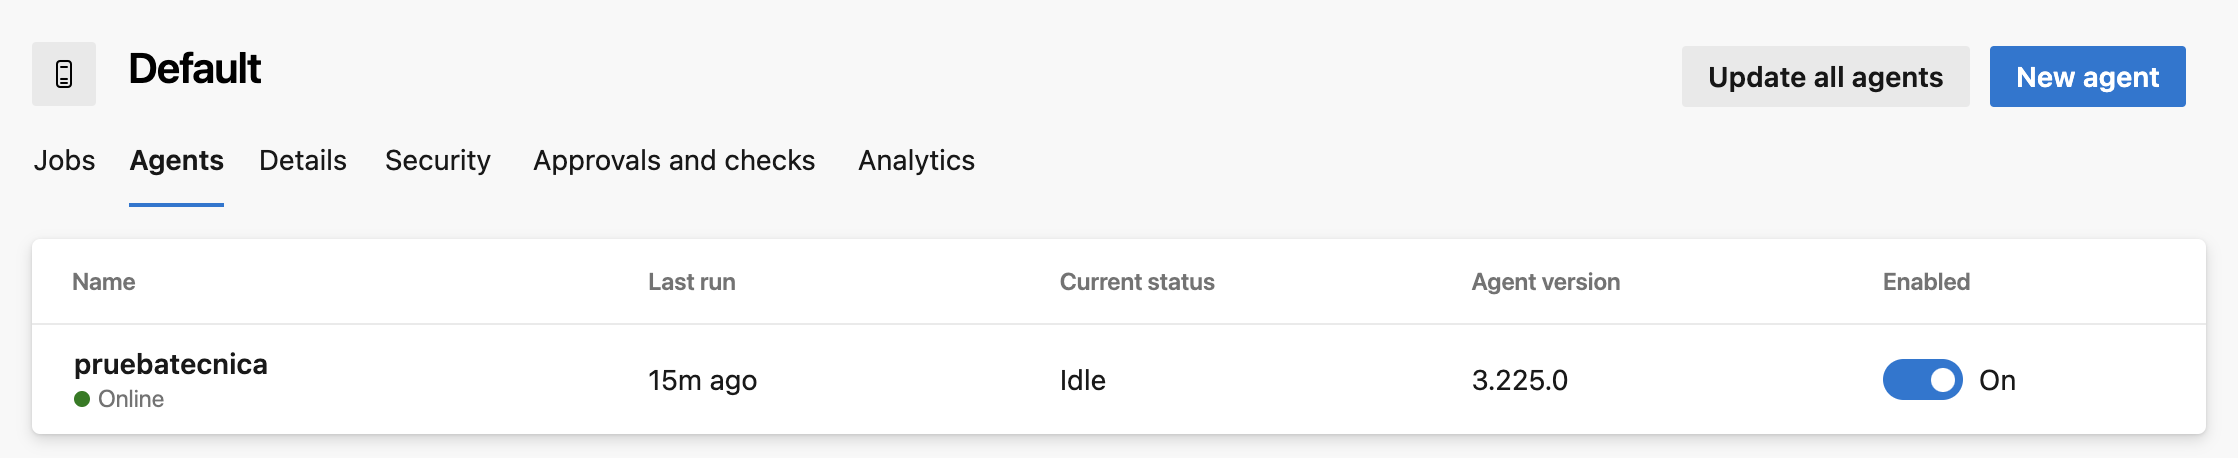 Default
Update all agents
New agent
Jobs Agents Details Security Approvals and checks Analytics
Name Last run Current status Agent version Enabled
pruebatecnica
Online
15m ago Idle 3.225.0 On